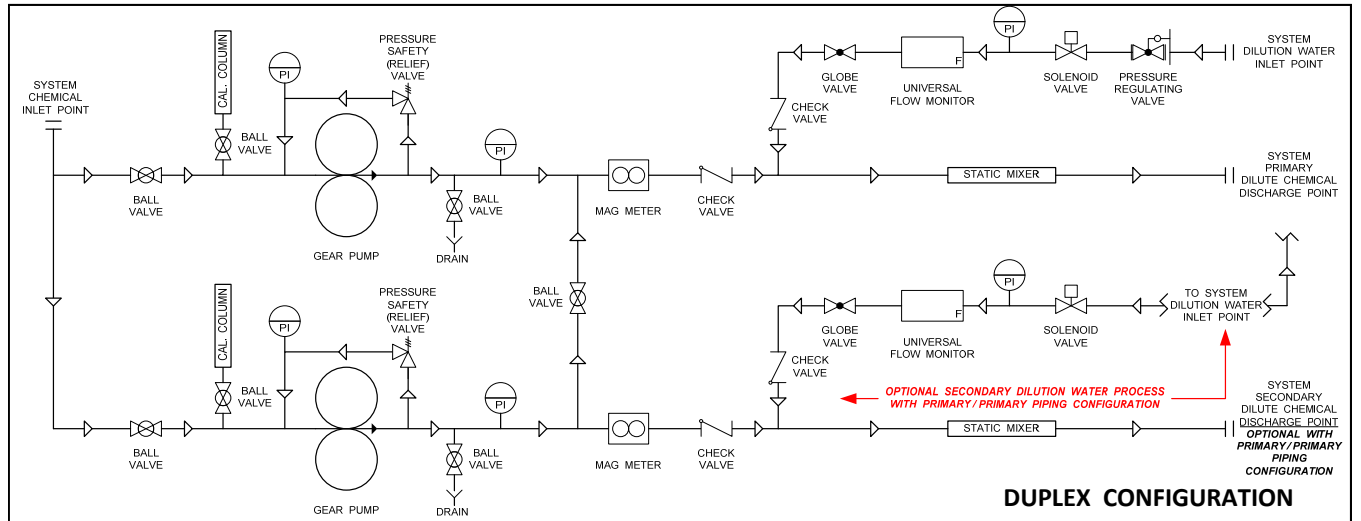 SYSTEM
CHEMICAL
INLET POINT
CAL. COLUMN
BALL
VALVE
PI
PRESSURE
SAFETY
(RELIEF)
VALVE
BALL
VALVE
GEAR PUMP
PI
BALL
VALVE
DRAIN
MAG METER
CHECK
VALVE
CHECK
VALVE
GLOBE
VALVE
UNIVERSAL
FLOW MONITOR
F
PI
SOLENOID
VALVE
PRESSURE
REGULATING
VALVE
SYSTEM
DILUTION WATER
INLET POINT
STATIC MIXER
SYSTEM
PRIMARY
DILUTE CHEMICAL
DISCHARGE POINT
BALL
VALVE
CAL. COLUMN
BALL
VALVE
PI
PRESSURE
SAFETY
(RELIEF)
VALVE
BALL
VALVE
GEAR PUMP
PI
BALL
VALVE
DRAIN
MAG METER
CHECK
VALVE
CHECK
VALVE
GLOBE
VALVE
UNIVERSAL
FLOW MONITOR
F
PI
SOLENOID
VALVE
TO SYSTEM
DILUTION WATER
INLET POINT
OPTIONAL SECONDARY DILUTION WATER PROCESS
WITH PRIMARY/PRIMARY PIPING CONFIGURATION
STATIC MIXER
SYSTEM
SECONDARY
DILUTE CHEMICAL
DISCHARGE POINT
OPTIONAL WITH
PRIMARY/PRIMARY
PIPING
CONFIGURATION
DUPLEX CONFIGURATION